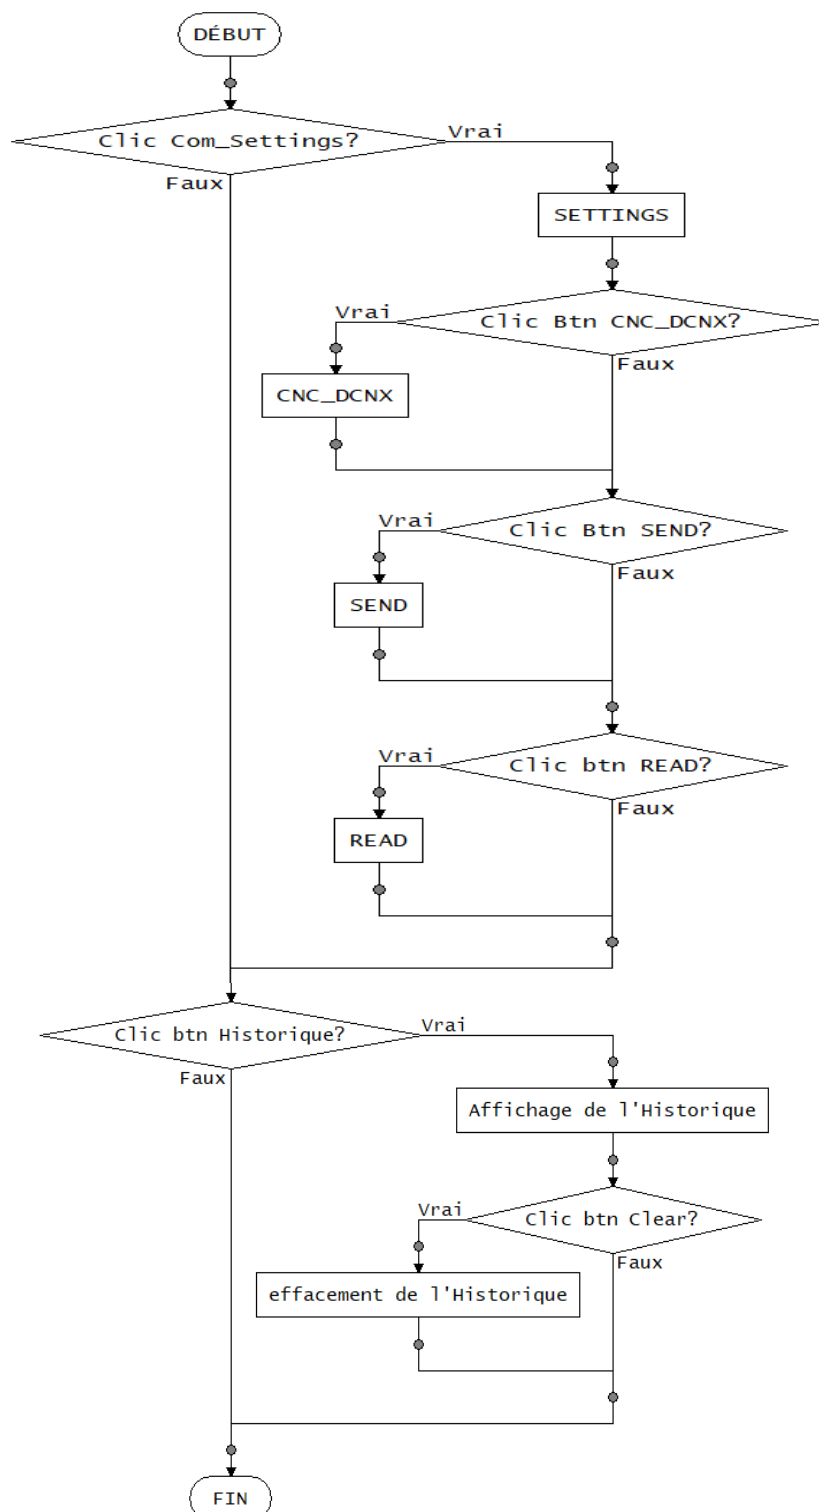 DÉBUT
Clic Com_Settings?
Vrai
Faux
SETTINGS
Clic Btn CNC_DCNX?
Vrai
Faux
CNC_DCNX
Clic Btn SEND?
Vrai
Faux
SEND
Clic btn READ?
Vrai
Faux
READ
Clic btn Historique?
Vrai
Faux
Affichage de l'Historique
Clic btn Clear?
Vrai
Faux
effacement de l'Historique
FIN